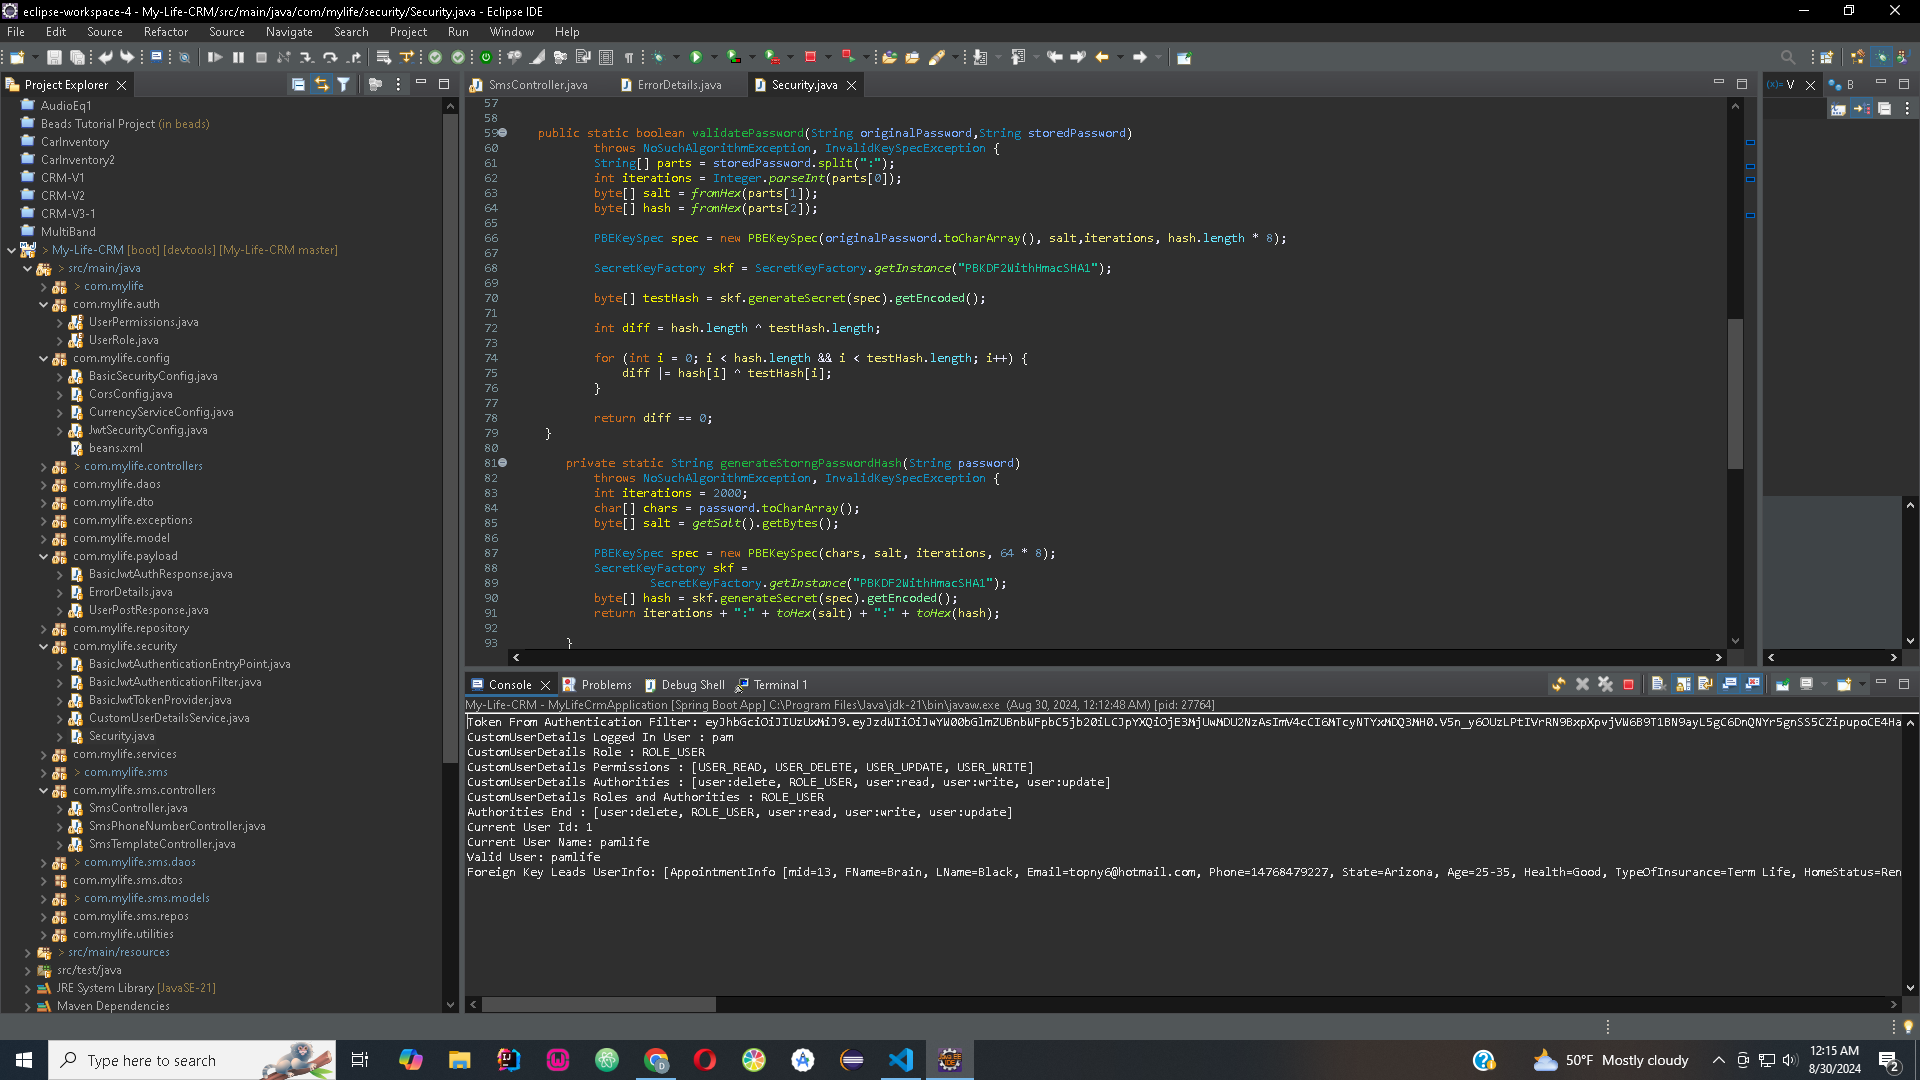 eclipse-workspace-4 - My-Life-CRM/src/main/java/com/mylife/security/Security.java - Eclipse IDE
File Edit Source Refactor Source Navigate Search Project Run Window Help
Project Explorer
AudioEq1
Beads Tutorial Project (in beads)
CarInventory
CarInventory2
CRM-V1
CRM-V2
CRM-V3-1
MultiBand
> My-Life-CRM [boot] [devtools] [My-Life-CRM master]
> src/main/java
> com.mylife
com.mylife.auth
UserPermissions.java
UserRole.java
com.mylife.config
BasicSecurityConfig.java
CorsConfig.java
CurrencyServiceConfig.java
JwtSecurityConfig.java
beans.xml
> com.mylife.controllers
com.mylife.daos
com.mylife.dto
com.mylife.exceptions
com.mylife.model
com.mylife.payload
BasicJwtAuthResponse.java
ErrorDetails.java
UserPostResponse.java
com.mylife.repository
com.mylife.security
BasicJwtAuthenticationEntryPoint.java
BasicJwtAuthenticationFilter.java
BasicJwtTokenProvider.java
CustomUserDetailsService.java
Security.java
com.mylife.services
> com.mylife.sms
com.mylife.sms.controllers
SmsController.java
SmsPhoneNumberController.java
SmsTemplateController.java
> com.mylife.sms.daos
com.mylife.sms.dtos
> com.mylife.sms.models
com.mylife.sms.repos
com.mylife.utilities
> src/main/resources
src/test/java
JRE System Library [JavaSE-21]
Maven Dependencies
SmsController.java ErrorDetails.java Security.java
57
58
59 public static boolean validatePassword(String originalPassword,String storedPassword)
60 throws NoSuchAlgorithmException, InvalidKeySpecException {
61 String[] parts = storedPassword.split(":");
62 int iterations = Integer.parseInt(parts[0]);
63 byte[] salt = fromHex(parts[1]);
64 byte[] hash = fromHex(parts[2]);
65
66 PBEKeySpec spec = new PBEKeySpec(originalPassword.toCharArray(), salt,iterations, hash.length * 8);
67
68 SecretKeyFactory skf = SecretKeyFactory.getInstance("PBKDF2WithHmacSHA1");
69
70 byte[] testHash = skf.generateSecret(spec).getEncoded();
71
72 int diff = hash.length ^ testHash.length;
73
74 for (int i = 0; i < hash.length && i < testHash.length; i++) {
75 diff |= hash[i] ^ testHash[i];
76 }
77
78 return diff == 0;
79 }
80
81 private static String generateStorngPasswordHash(String password)
82 throws NoSuchAlgorithmException, InvalidKeySpecException {
83 int iterations = 2000;
84 char[] chars = password.toCharArray();
85 byte[] salt = getSalt().getBytes();
86
87 PBEKeySpec spec = new PBEKeySpec(chars, salt, iterations, 64 * 8);
88 SecretKeyFactory skf =
89 SecretKeyFactory.getInstance("PBKDF2WithHmacSHA1");
90 byte[] hash = skf.generateSecret(spec).getEncoded();
91 return iterations + ":" + toHex(salt) + ":" + toHex(hash);
92
93 }
(x)= V B
Console Problems Debug Shell Terminal 1
My-Life-CRM - MyLifeCrmApplication [Spring Boot App] C:\Program Files\Java\jdk-21\bin\javaw.exe (Aug 30, 2024, 12:12:48 AM) [pid: 27764]
Token From Authentication Filter:
CustomUserDetails Logged In User : pam
CustomUserDetails Role : ROLE_USER
CustomUserDetails Permissions : [USER_READ, USER_DELETE, USER_UPDATE, USER_WRITE]
CustomUserDetails Authorities : [user:delete, ROLE_USER, user:read, user:write, user:update]
CustomUserDetails Roles and Authorities : ROLE_USER
Authorities End : [user:delete, ROLE_USER, user:read, user:write, user:update]
Current User Id: 1
Current User Name: pamlife
Valid User: pamlife
Foreign Key Leads UserInfo: [AppointmentInfo [mid=13, FName=Brain, LName=Black, Email=topny6@hotmail.com, Phone=14768479227, State=Arizona, Age=25-35, Health=Good, TypeOfInsurance=Term Life, HomeStatus=Ren
Type here to search
50°F Mostly cloudy
12:15 AM
8/30/2024
2